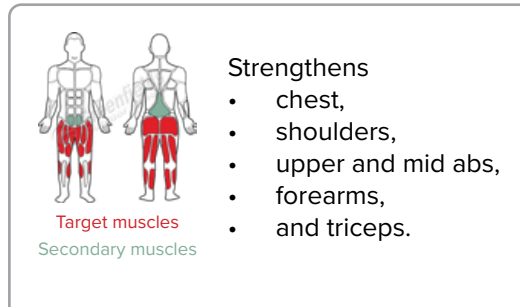 Strengthens
• chest,
• shoulders,
• upper and mid abs,
• forearms,
• and triceps.
Target muscles
Secondary muscles